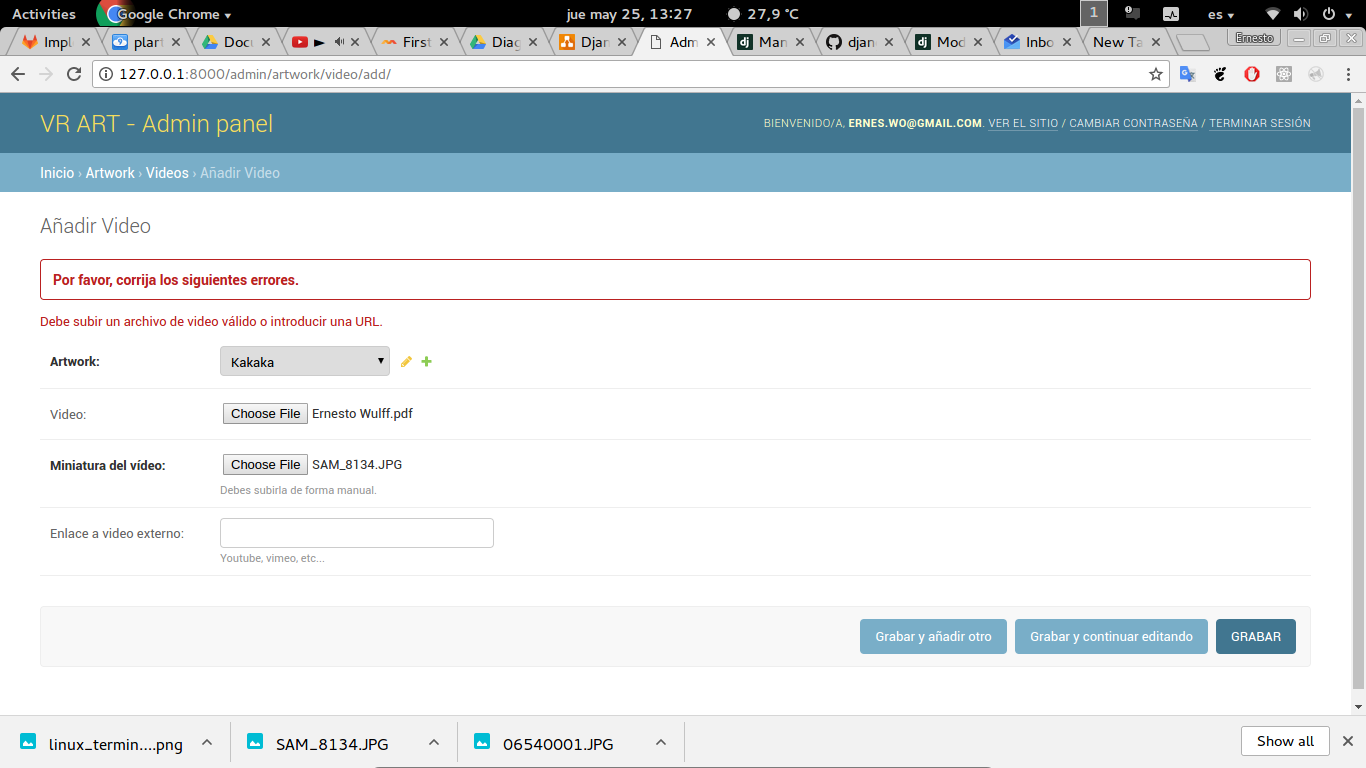 Activities Google Chrome ▾ jue may 25, 13:27 27,9 °C 1 es ▾
Impl plart Docu ► First Diag Djan Adm Man djan Mod Inbo New Ta Ernesto
127.0.0.1:8000/admin/artwork/video/add/
VR ART - Admin panel BIENVENIDO/A, ERNES.WO@GMAIL.COM. VER EL SITIO / CAMBIAR CONTRASEÑA / TERMINAR SESIÓN
Inicio › Artwork › Videos › Añadir Video
Añadir Video
Por favor, corrija los siguientes errores.
Debe subir un archivo de video válido o introducir una URL.
Artwork: Kakaka
Video: Choose File Ernesto Wulff.pdf
Miniatura del vídeo: Choose File SAM_8134.JPG
Debes subirla de forma manual.
Enlace a video externo:
Youtube, vimeo, etc...
Grabar y añadir otro Grabar y continuar editando GRABAR
linux_termin....png SAM_8134.JPG 06540001.JPG Show all